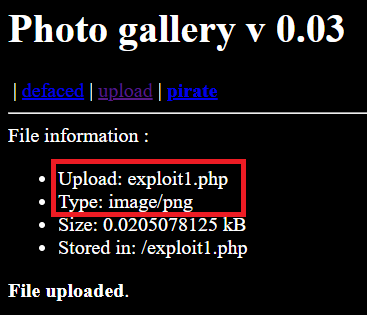 Photo gallery v 0.03
| defaced | upload | pirate
File information :
Upload: exploit1.php
Type: image/png
Size: 0.0205078125 kB
Stored in: /exploit1.php
File uploaded.